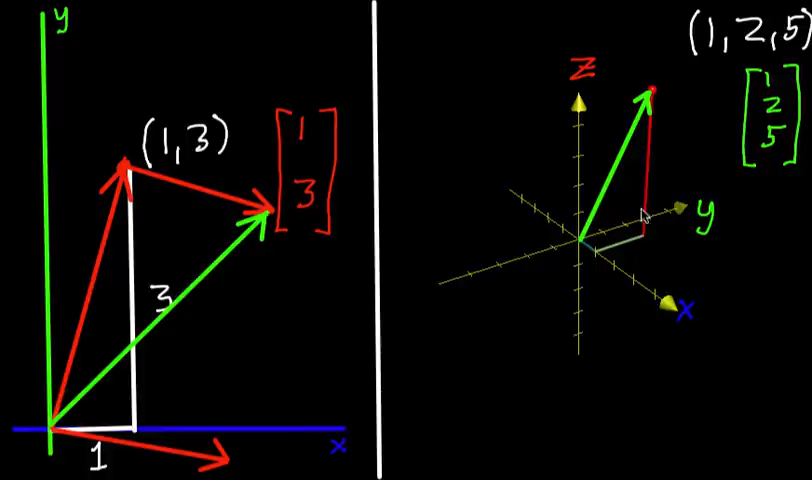 y
(1,3)
[1
3]
3
1
x
(1,2,5)
[1
2
5]
z
y
x